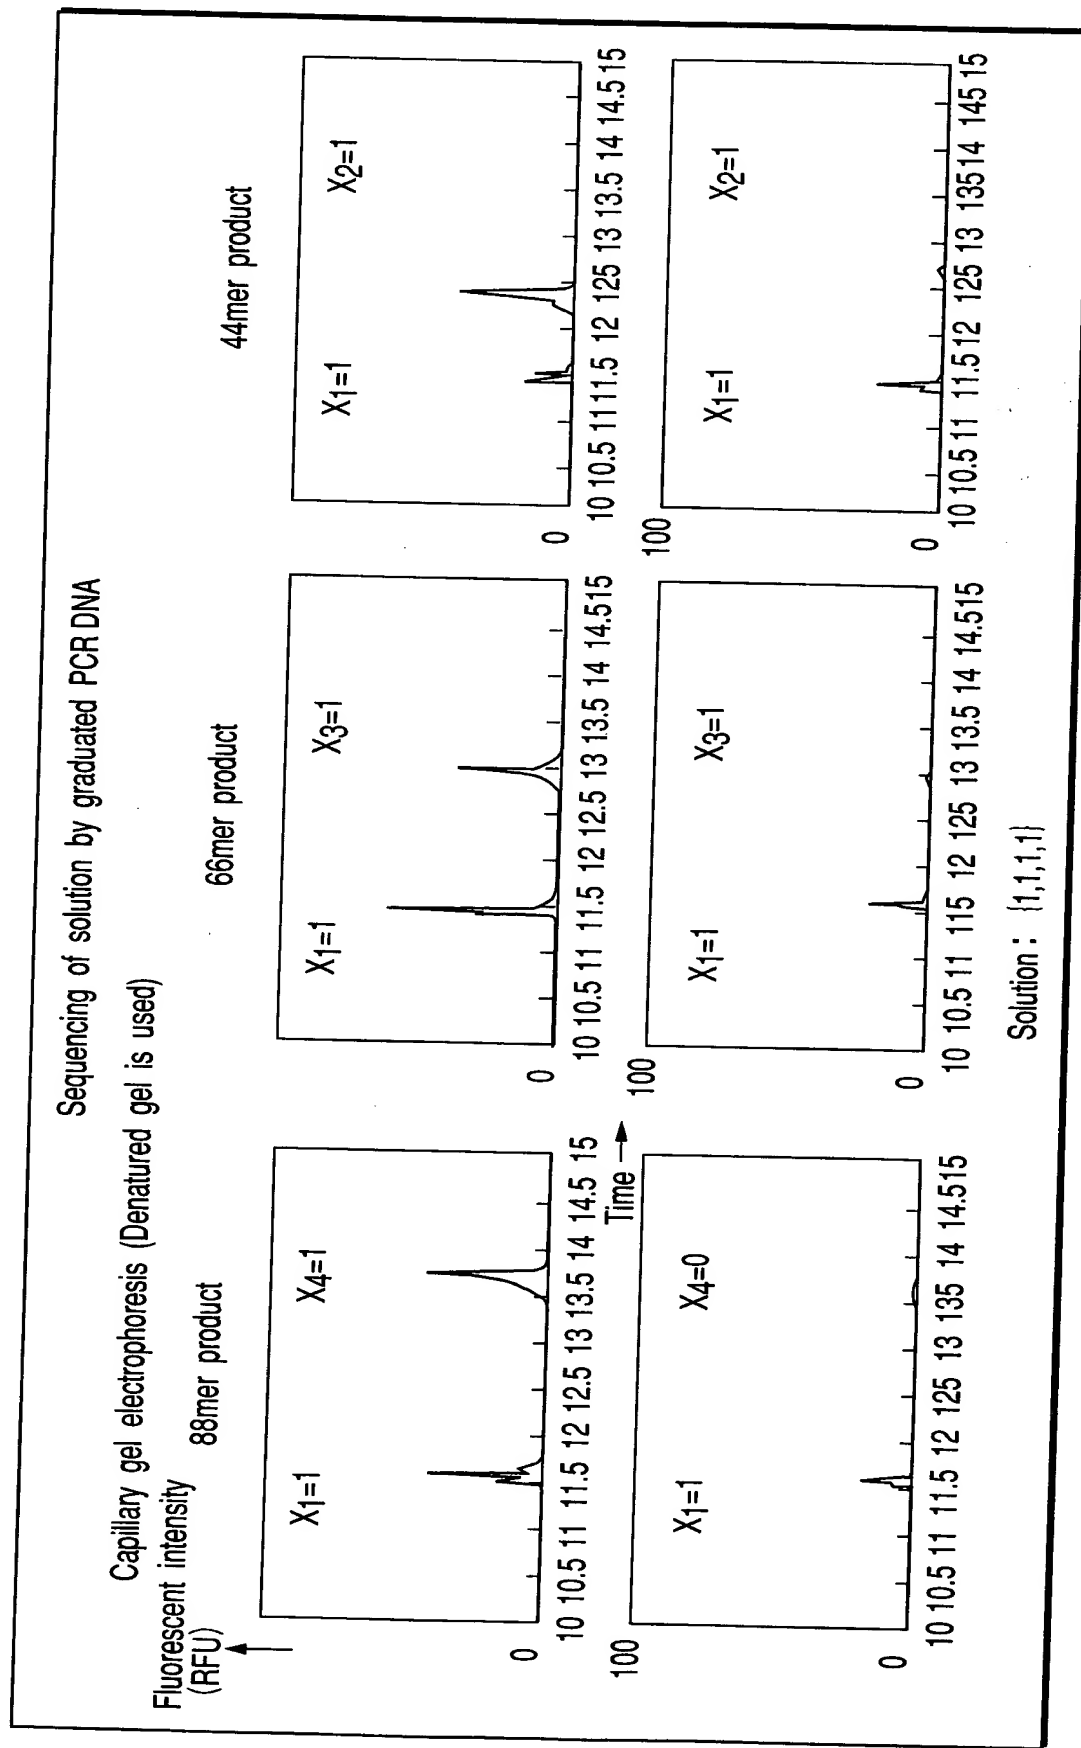 Sequencing of solution by graduated PCR DNA
Capillary gel electrophoresis (Denatured gel is used)
Fluorescent intensity
(RFU)
88mer product
66mer product
44mer product
X1=1 X4=1
0
10 10.5 11 11.5 12 12.5 13 13.5 14 14.5 15
X1=1 X3=1
0
10 10.5 11 11.5 12 12.5 13 13.5 14 14.5 15
X1=1 X2=1
0
10 10.5 11 11.5 12 125 13 13.5 14 14.5 15
Time →
100
X1=1 X4=0
0
10 10.5 11 11.5 12 125 13 135 14 14.515
100
X1=1 X3=1
0
10 10.5 11 115 12 125 13 13.5 14 14.515
100
X1=1 X2=1
0
10 10.5 11 11.5 12 125 13 13514 145 15
Solution : {1,1,1,1}